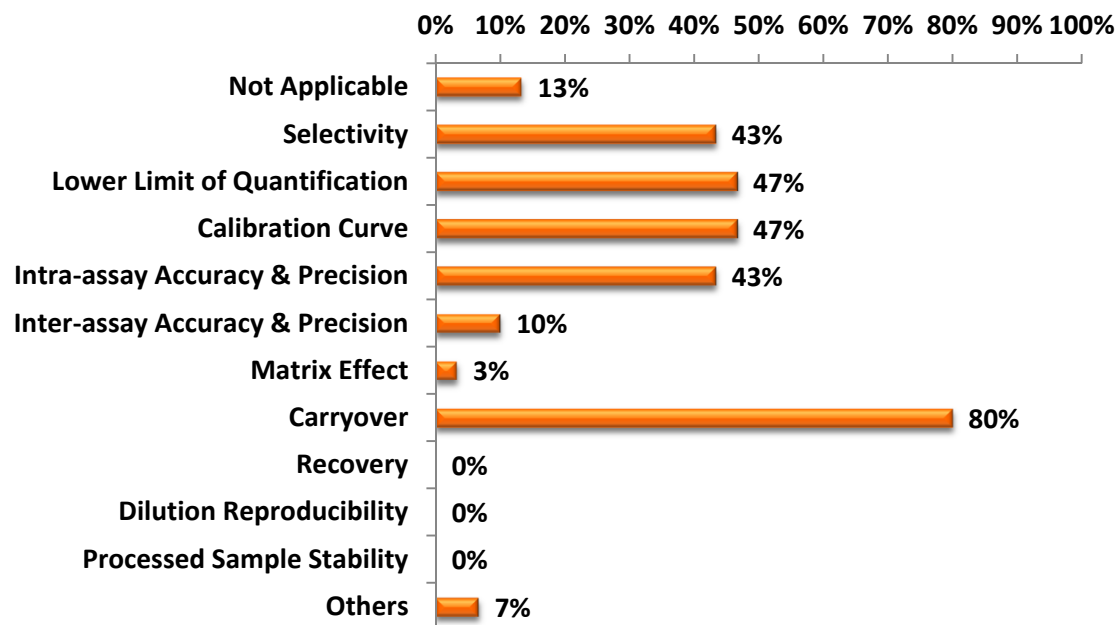 0% 10% 20% 30% 40% 50% 60% 70% 80% 90% 100%
Not Applicable 13%
Selectivity 43%
Lower Limit of Quantification 47%
Calibration Curve 47%
Intra-assay Accuracy & Precision 43%
Inter-assay Accuracy & Precision 10%
Matrix Effect 3%
Carryover 80%
Recovery 0%
Dilution Reproducibility 0%
Processed Sample Stability 0%
Others 7%